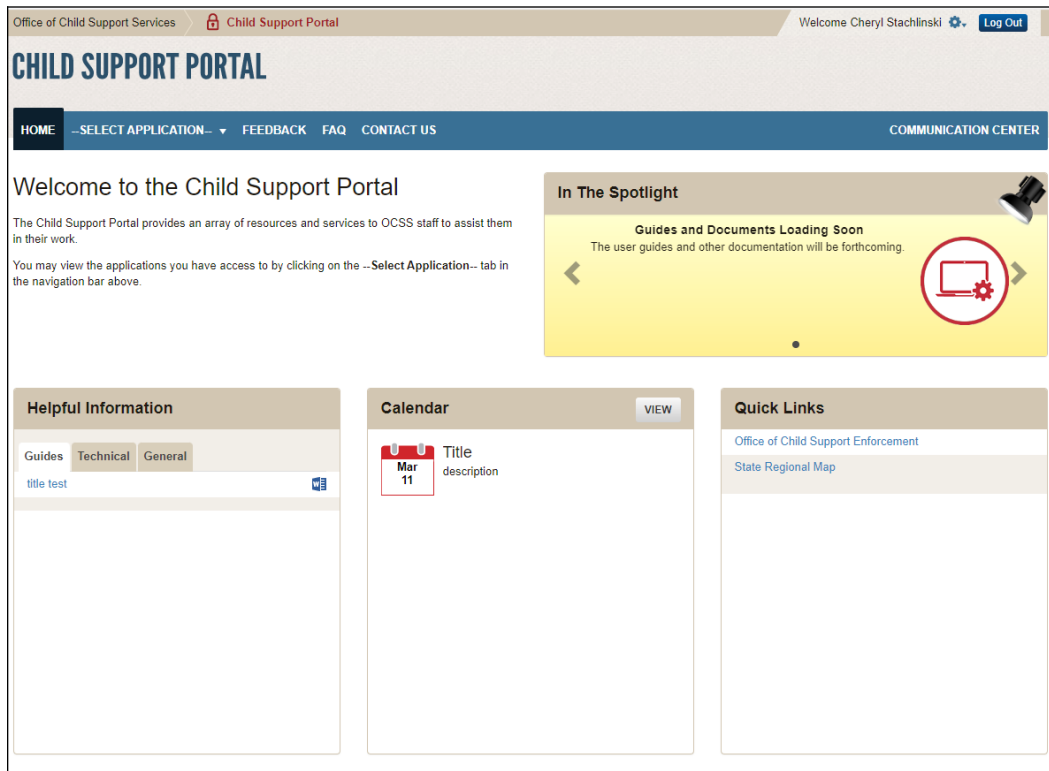 Office of Child Support Services
Child Support Portal
Welcome Cheryl Stachlinski
Log Out
CHILD SUPPORT PORTAL
HOME
--SELECT APPLICATION--
FEEDBACK
FAQ
CONTACT US
COMMUNICATION CENTER
Welcome to the Child Support Portal
The Child Support Portal provides an array of resources and services to OCSS staff to assist them
in their work.
You may view the applications you have access to by clicking on the --Select Application-- tab in
the navigation bar above.
In The Spotlight
Guides and Documents Loading Soon
The user guides and other documentation will be forthcoming.
Helpful Information
Guides
Technical
General
title test
Calendar
VIEW
Mar
11
Title
description
Quick Links
Office of Child Support Enforcement
State Regional Map